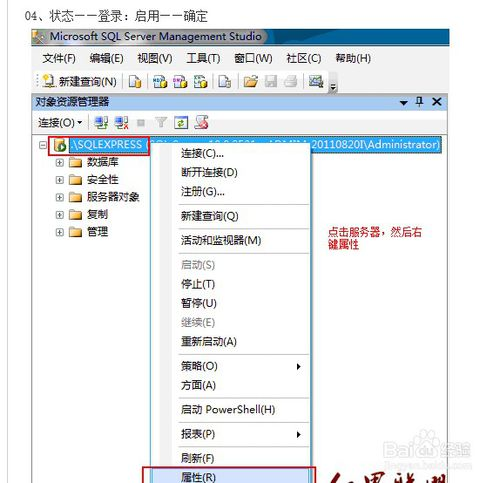 04、状态——登录：启用——确定
Microsoft SQL Server Management Studio
文件(F) 编辑(E) 视图(V) 工具(T) 窗口(W) 社区(C) 帮助(H)
新建查询(N)
对象资源管理器
连接(O)
.\SQLEXPRESS
20110820I\Administrator)
数据库
安全性
服务器对象
复制
管理
连接(C)...
断开连接(D)
注册(G)...
新建查询(Q)
活动和监视器(M)
启动(S)
停止(T)
暂停(U)
继续(E)
重新启动(A)
策略(O)
方面(A)
启动 PowerShell(H)
报表(P)
刷新(F)
属性(R)
点击服务器，然后右
键属性
Baidu 经验
jingyan.baidu.com